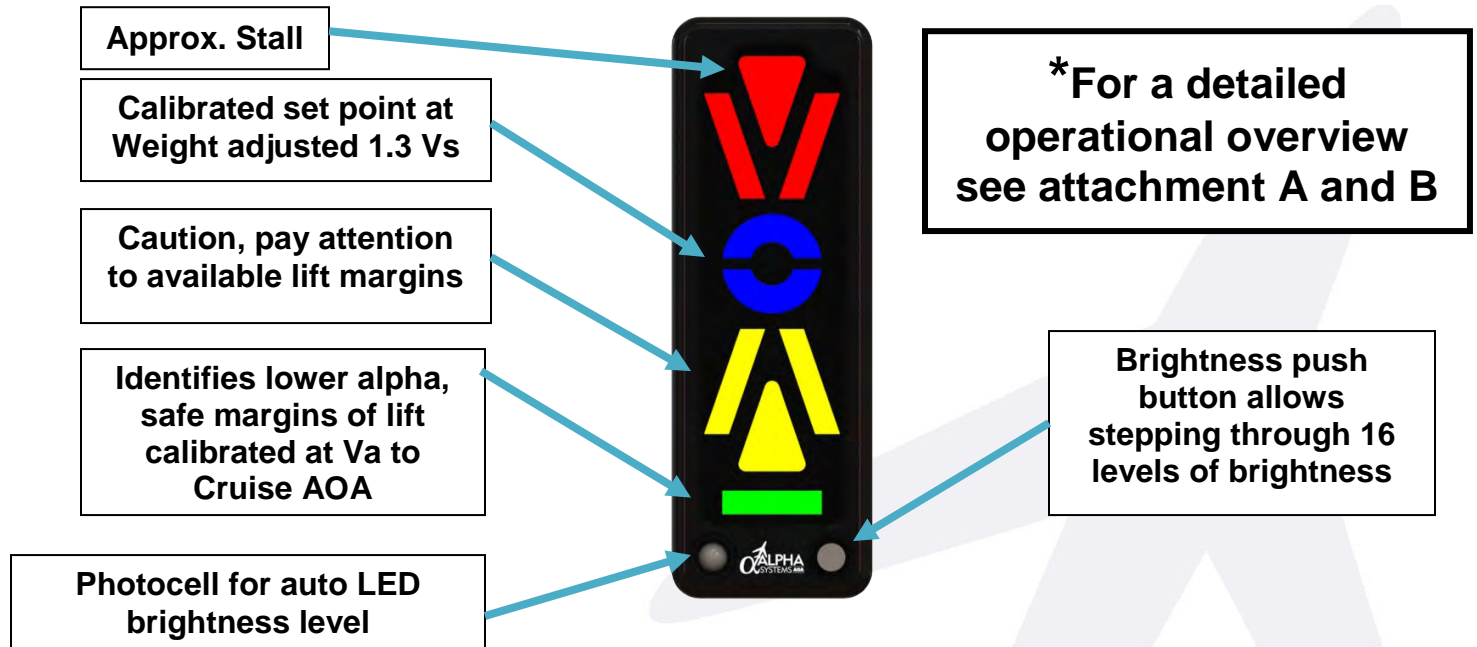 Approx. Stall
Calibrated set point at
Weight adjusted 1.3 Vs
Caution, pay attention
to available lift margins
Identifies lower alpha,
safe margins of lift
calibrated at Va to
Cruise AOA
Photocell for auto LED
brightness level
αALPHA
SYSTEMS AOA
*For a detailed
operational overview
see attachment A and B
Brightness push
button allows
stepping through 16
levels of brightness